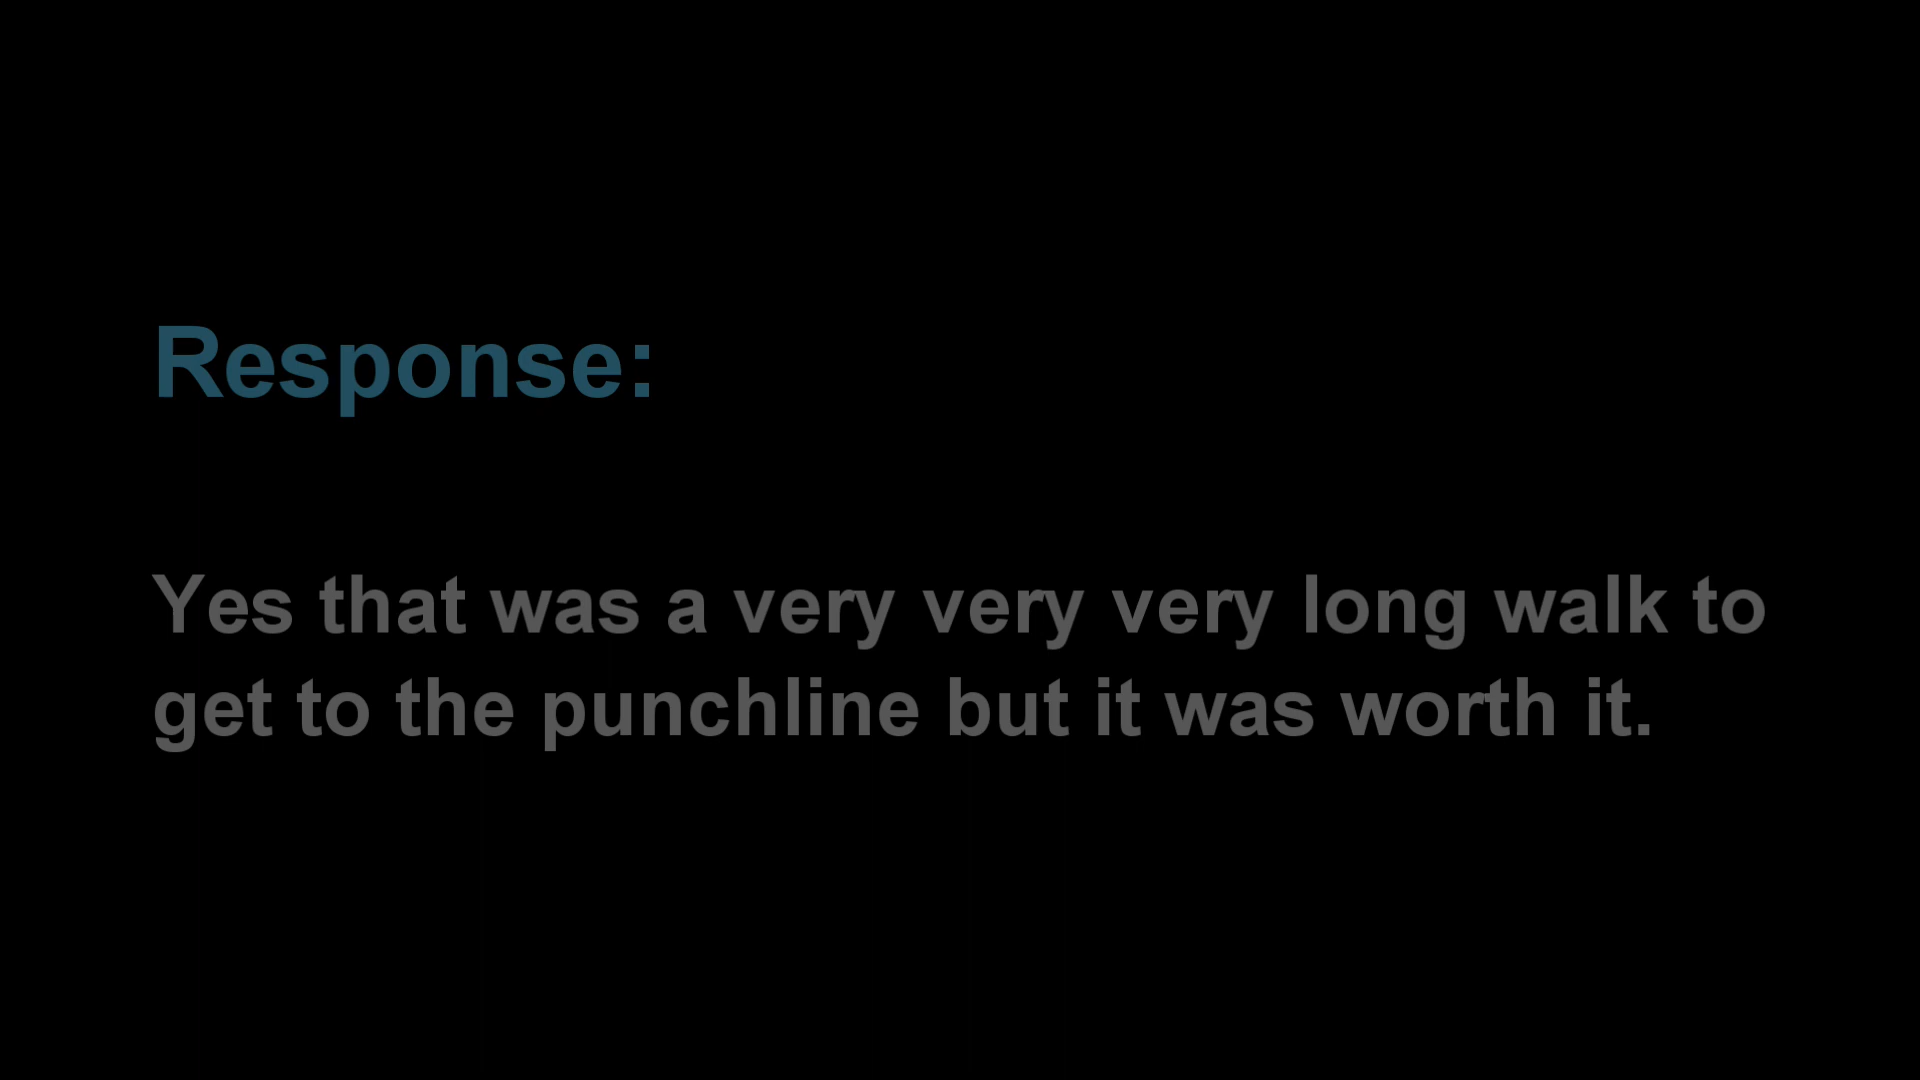 Response:
Yes that was a very very very long walk to
get to the punchline but it was worth it.